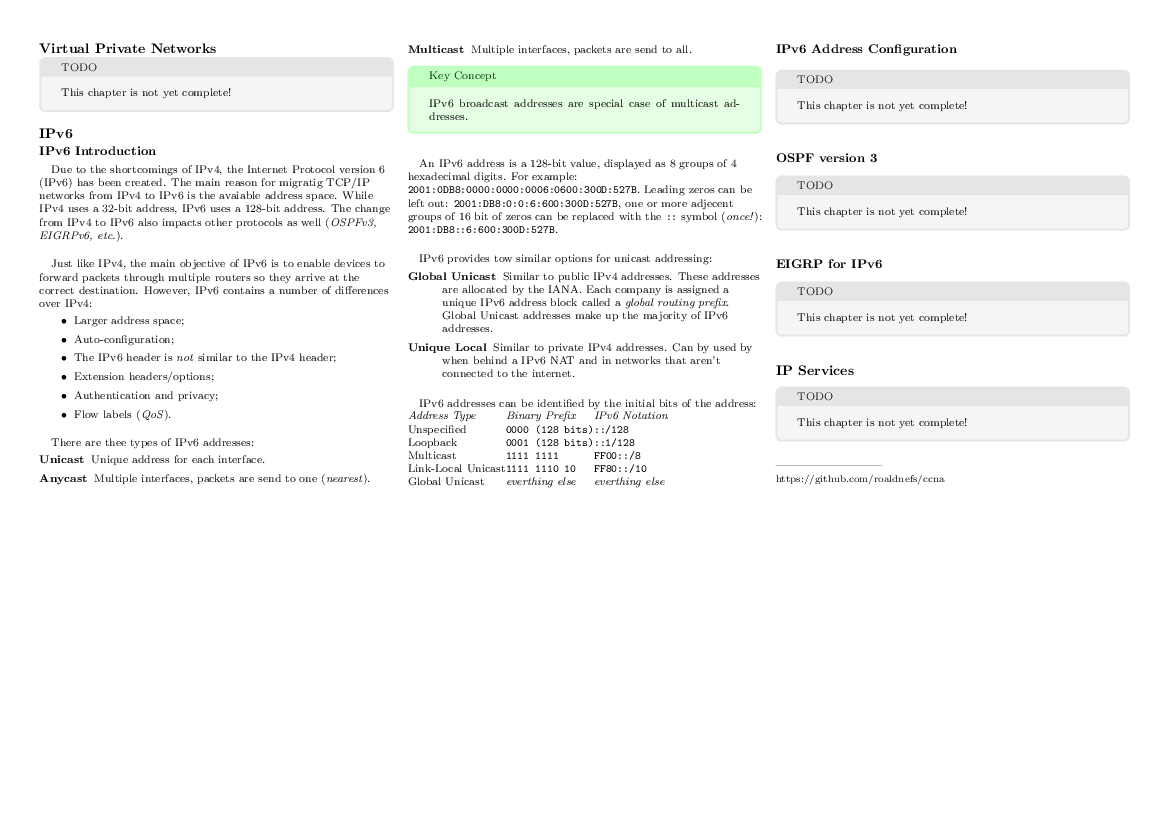 Virtual Private Networks
TODO
This chapter is not yet complete!
IPv6
IPv6 Introduction
Due to the shortcomings of IPv4, the Internet Protocol version 6
(IPv6) has been created. The main reason for migratig TCP/IP
networks from IPv4 to IPv6 is the avaiable address space. While
IPv4 uses a 32-bit address, IPv6 uses a 128-bit address. The change
from IPv4 to IPv6 also impacts other protocols as well (OSPFv3,
EIGRPv6, etc.).
Just like IPv4, the main objective of IPv6 is to enable devices to
forward packets through multiple routers so they arrive at the
correct destination. However, IPv6 contains a number of differences
over IPv4:
• Larger address space;
• Auto-configuration;
• The IPv6 header is not similar to the IPv4 header;
• Extension headers/options;
• Authentication and privacy;
• Flow labels (QoS).
There are thee types of IPv6 addresses:
Unicast Unique address for each interface.
Anycast Multiple interfaces, packets are send to one (nearest).
Multicast Multiple interfaces, packets are send to all.
Key Concept
IPv6 broadcast addresses are special case of multicast ad-
dresses.
An IPv6 address is a 128-bit value, displayed as 8 groups of 4
hexadecimal digits. For example:
2001:0DB8:0000:0000:0006:0600:300D:527B. Leading zeros can be
left out: 2001:DB8:0:0:6:600:300D:527B, one or more adjecent
groups of 16 bit of zeros can be replaced with the :: symbol (once!):
2001:DB8::6:600:300D:527B.
IPv6 provides tow similar options for unicast addressing:
Global Unicast Similar to public IPv4 addresses. These addresses
are allocated by the IANA. Each company is assigned a
unique IPv6 address block called a global routing prefix.
Global Unicast addresses make up the majority of IPv6
addresses.
Unique Local Similar to private IPv4 addresses. Can by used by
when behind a IPv6 NAT and in networks that aren't
connected to the internet.
IPv6 addresses can be identified by the initial bits of the address:
Address Type Binary Prefix IPv6 Notation
Unspecified 0000 (128 bits) ::/128
Loopback 0001 (128 bits) ::1/128
Multicast 1111 1111 FF00::/8
Link-Local Unicast 1111 1110 10 FF80::/10
Global Unicast everthing else everthing else
IPv6 Address Configuration
TODO
This chapter is not yet complete!
OSPF version 3
TODO
This chapter is not yet complete!
EIGRP for IPv6
TODO
This chapter is not yet complete!
IP Services
TODO
This chapter is not yet complete!
https://github.com/roaldnefs/ccna